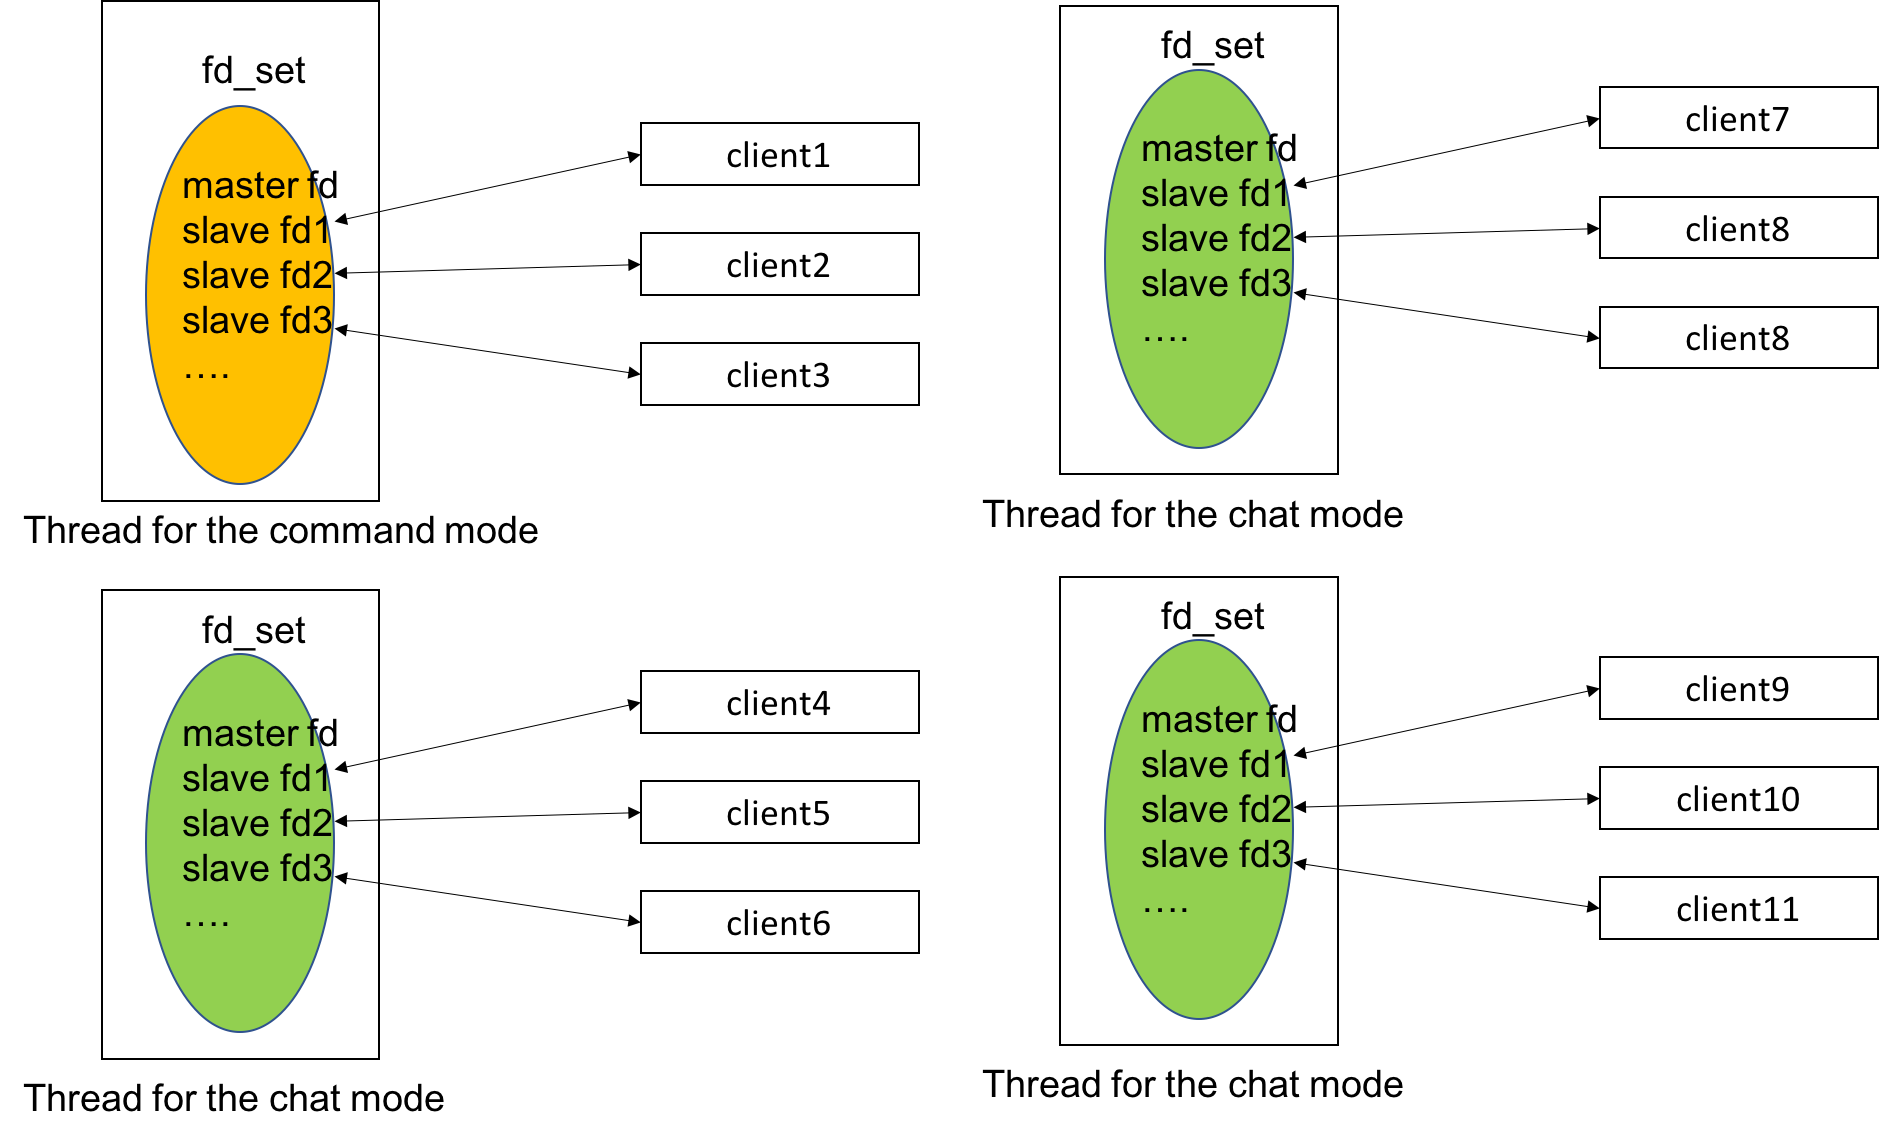 fd_set
master fd
slave fd1
slave fd2
slave fd3
....
client1
client2
client3
Thread for the command mode
fd_set
master fd
slave fd1
slave fd2
slave fd3
....
client7
client8
client8
Thread for the chat mode
fd_set
master fd
slave fd1
slave fd2
slave fd3
....
client4
client5
client6
Thread for the chat mode
fd_set
master fd
slave fd1
slave fd2
slave fd3
....
client9
client10
client11
Thread for the chat mode